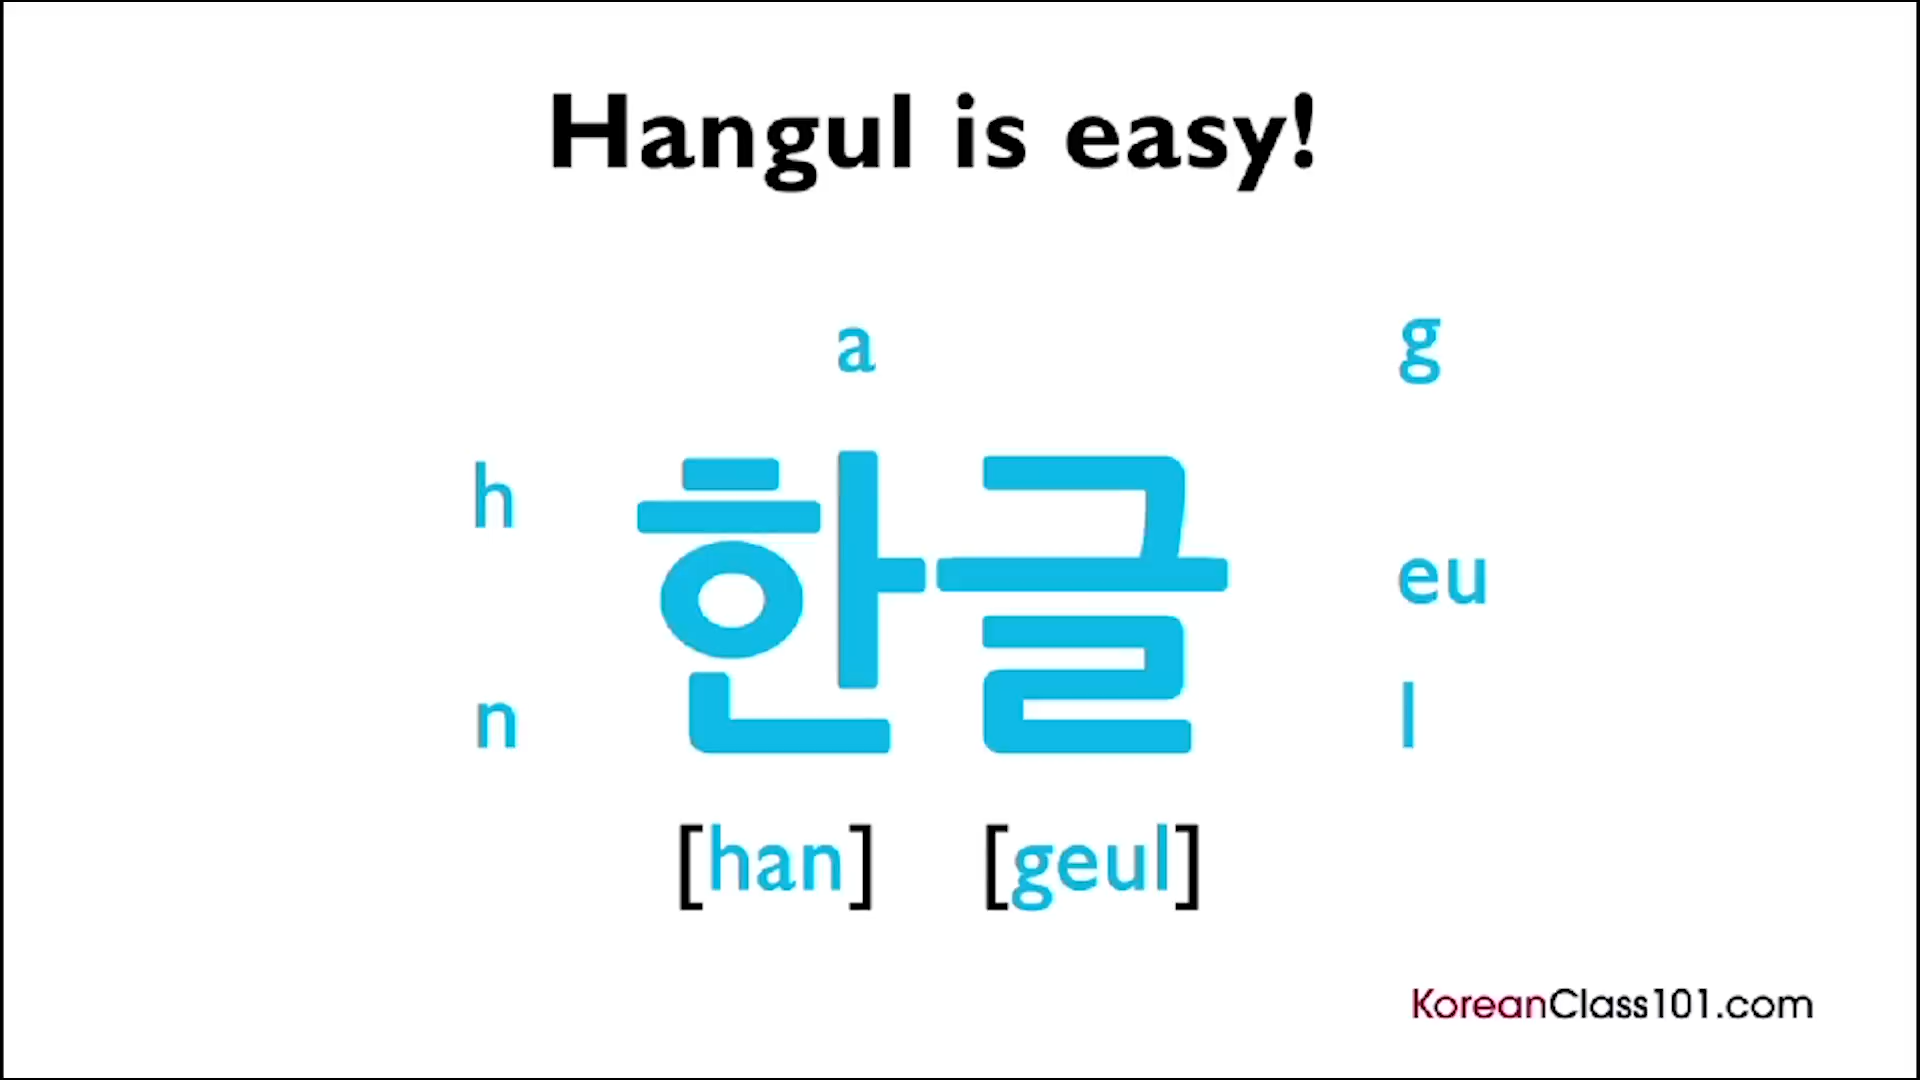 Hangul is easy!
a
g
h
한글
eu
n
l
[han] [geul]
KoreanClass101.com